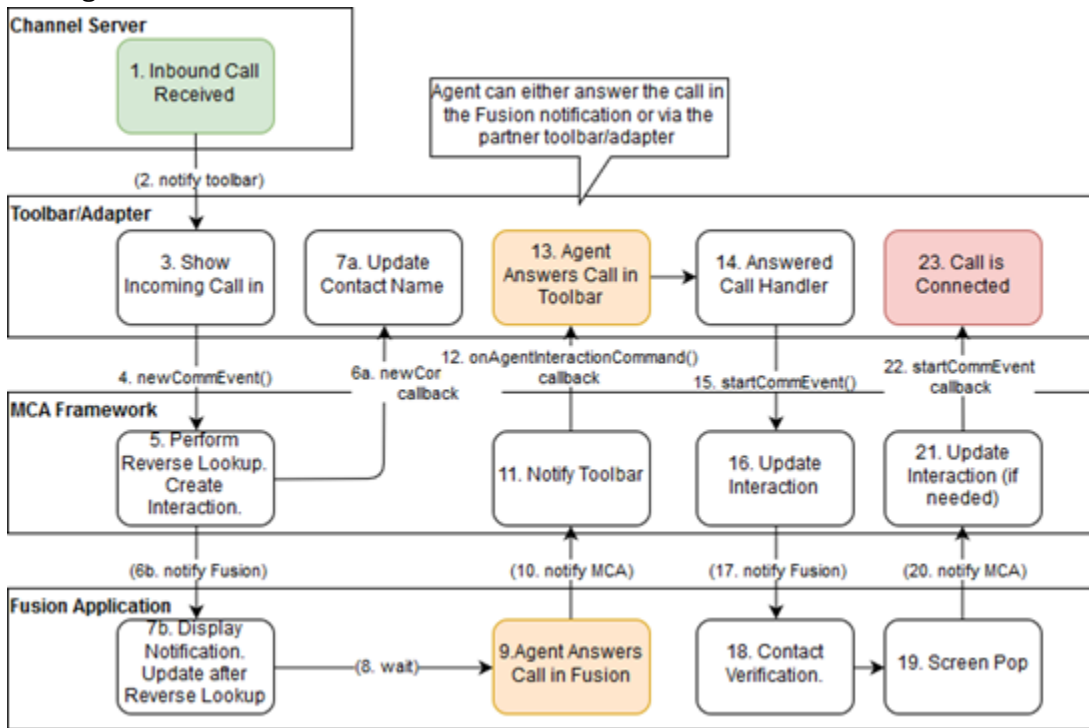 Channel Server
1. Inbound Call
Received
Agent can either answer the call in
the Fusion notification or via the
partner toolbar/adapter
(2. notify toolbar)
Toolbar/Adapter
3. Show
Incoming Call in
7a. Update
Contact Name
13. Agent
Answers Call in
Toolbar
14. Answered
Call Handler
23. Call is
Connected
4. newCommEvent()
6a. newCor
callback
12. onAgentInteractionCommand()
callback
15. startCommEvent()
22. startCommEvent
callback
MCA Framework
5. Perform
Reverse Lookup.
Create
Interaction.
11. Notify Toolbar
16. Update
Interaction
21. Update
Interaction (if
needed)
(6b. notify Fusion)
(10. notify MCA)
(17. notify Fusion)
(20. notify MCA)
Fusion Application
7b. Display
Notification.
Update after
Reverse Lookup
(8. wait)
9.Agent Answers
Call in Fusion
18. Contact
Verification.
19. Screen Pop